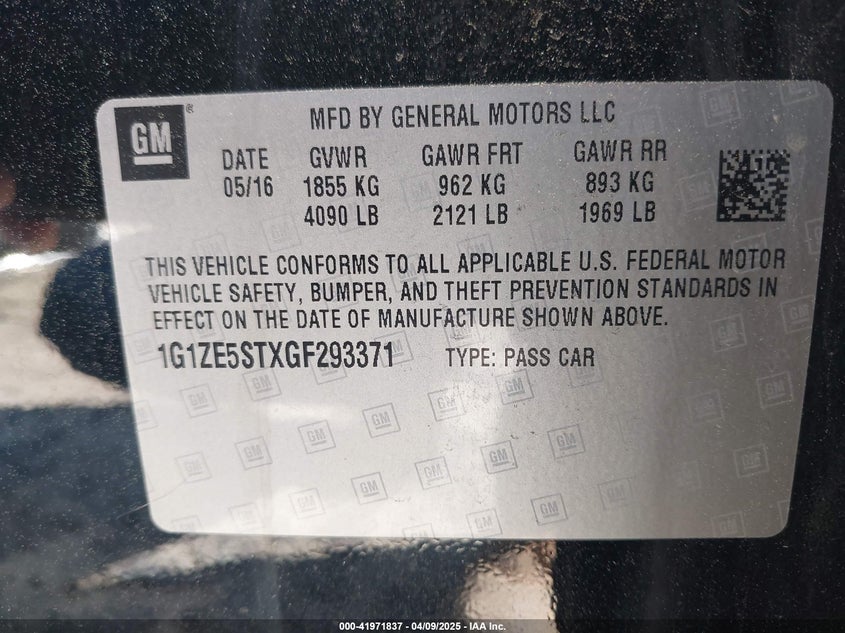 GM
MFD BY GENERAL MOTORS LLC
DATE GVWR GAWR FRT GAWR RR
05/16 1855 KG 962 KG 893 KG
4090 LB 2121 LB 1969 LB
THIS VEHICLE CONFORMS TO ALL APPLICABLE U.S. FEDERAL MOTOR
VEHICLE SAFETY, BUMPER, AND THEFT PREVENTION STANDARDS IN
EFFECT ON THE DATE OF MANUFACTURE SHOWN ABOVE.
1G1ZE5STXGF293371 TYPE: PASS CAR
000-41971837 - 04/09/2025 - IAA Inc.